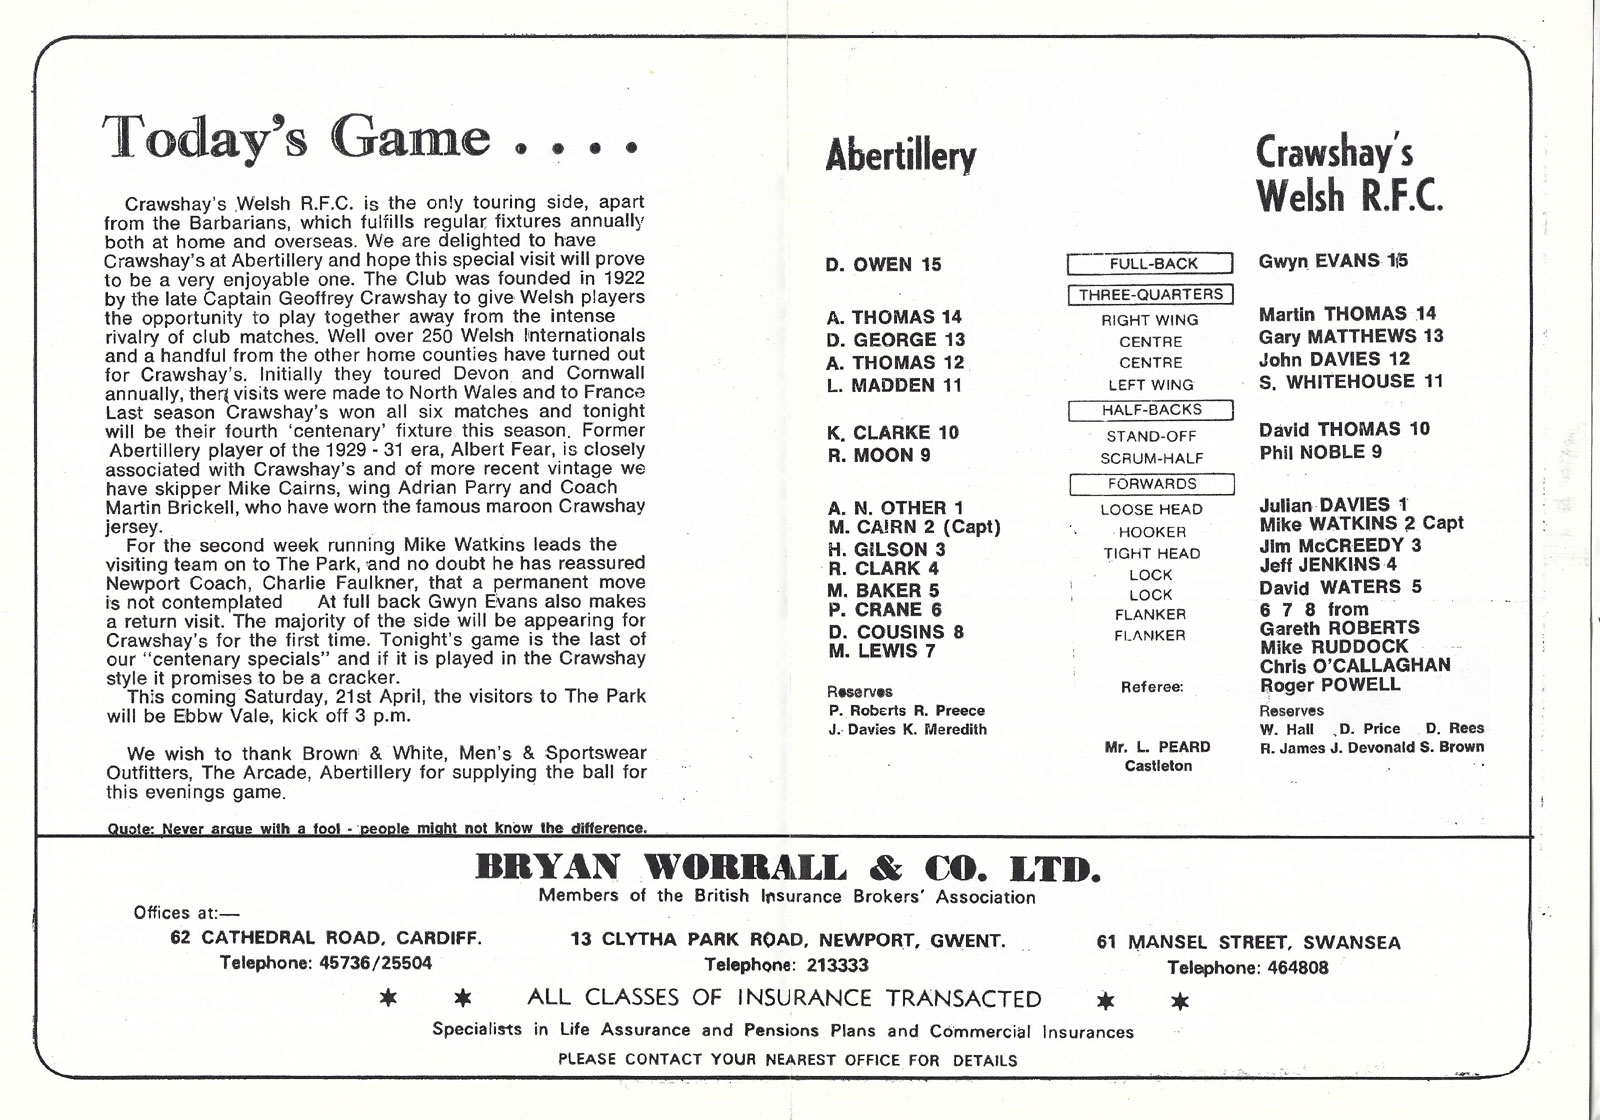 Today's Game . . . .
Crawshay's Welsh R.F.C. is the only touring side, apart
from the Barbarians, which fulfills regular fixtures annually
both at home and overseas. We are delighted to have
Crawshay's at Abertillery and hope this special visit will prove
to be a very enjoyable one. The Club was founded in 1922
by the late Captain Geoffrey Crawshay to give Welsh players
the opportunity to play together away from the intense
rivalry of club matches. Well over 250 Welsh Internationals
and a handful from the other home counties have turned out
for Crawshay's. Initially they toured Devon and Cornwall
annually, then visits were made to North Wales and to France
Last season Crawshay's won all six matches and tonight
will be their fourth 'centenary' fixture this season. Former
Abertillery player of the 1929 - 31 era, Albert Fear, is closely
associated with Crawshay's and of more recent vintage we
have skipper Mike Cairns, wing Adrian Parry and Coach
Martin Brickell, who have worn the famous maroon Crawshay
jersey.
For the second week running Mike Watkins leads the
visiting team on to The Park, and no doubt he has reassured
Newport Coach, Charlie Faulkner, that a permanent move
is not contemplated At full back Gwyn Evans also makes
a return visit. The majority of the side will be appearing for
Crawshay's for the first time. Tonight's game is the last of
our "centenary specials" and if it is played in the Crawshay
style it promises to be a cracker.
This coming Saturday, 21st April, the visitors to The Park
will be Ebbw Vale, kick off 3 p.m.
We wish to thank Brown & White, Men's & Sportswear
Outfitters, The Arcade, Abertillery for supplying the ball for
this evenings game.
Quote: Never argue with a fool - people might not know the difference.
Abertillery
Crawshay's
Welsh R.F.C.
D. OWEN 15 FULL-BACK Gwyn EVANS 15
THREE-QUARTERS
A. THOMAS 14 RIGHT WING Martin THOMAS 14
D. GEORGE 13 CENTRE Gary MATTHEWS 13
A. THOMAS 12 CENTRE John DAVIES 12
L. MADDEN 11 LEFT WING S. WHITEHOUSE 11
HALF-BACKS
K. CLARKE 10 STAND-OFF David THOMAS 10
R. MOON 9 SCRUM-HALF Phil NOBLE 9
FORWARDS
A. N. OTHER 1 LOOSE HEAD Julian DAVIES 1
M. CAIRN 2 (Capt) HOOKER Mike WATKINS 2 Capt
H. GILSON 3 TIGHT HEAD Jim McCREEDY 3
R. CLARK 4 LOCK Jeff JENKINS 4
M. BAKER 5 LOCK David WATERS 5
P. CRANE 6 FLANKER 6 7 8 from
D. COUSINS 8 FLANKER Gareth ROBERTS
M. LEWIS 7 Mike RUDDOCK
Chris O'CALLAGHAN
Reserves Referee: Roger POWELL
P. Roberts R. Preece Reserves
J. Davies K. Meredith W. Hall D. Price D. Rees
Mr. L. PEARD R. James J. Devonald S. Brown
Castleton
BRYAN WORRALL & CO. LTD.
Members of the British Insurance Brokers' Association
Offices at:—
62 CATHEDRAL ROAD, CARDIFF. 13 CLYTHA PARK ROAD, NEWPORT, GWENT. 61 MANSEL STREET, SWANSEA
Telephone: 45736/25504 Telephone: 213333 Telephone: 464808
★ ★ ALL CLASSES OF INSURANCE TRANSACTED ★ ★
Specialists in Life Assurance and Pensions Plans and Commercial Insurances
PLEASE CONTACT YOUR NEAREST OFFICE FOR DETAILS